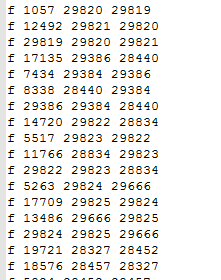 f 1057 29820 29819
f 12492 29821 29820
f 29819 29820 29821
f 17135 29386 28440
f 7434 29384 29386
f 8338 28440 29384
f 29386 29384 28440
f 14720 29822 28834
f 5517 29823 29822
f 11766 28834 29823
f 29822 29823 28834
f 5263 29824 29666
f 17709 29825 29824
f 13486 29666 29825
f 29824 29825 29666
f 19721 28327 28452
f 18576 28457 28327